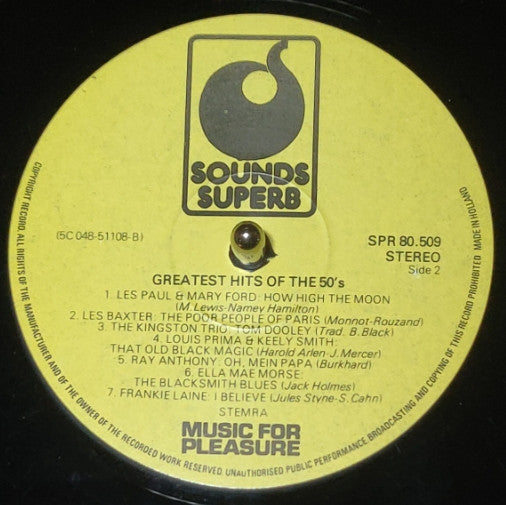 SOUNDS
SUPERB
(5C 048-51108-B)
SPR 80.509
STEREO
Side 2
GREATEST HITS OF THE 50's
1. LES PAUL & MARY FORD: HOW HIGH THE MOON
(M. Lewis-Namey Hamilton)
2. LES BAXTER: THE POOR PEOPLE OF PARIS (Monnot-Rouzand)
3. THE KINGSTON TRIO: TOM DOOLEY (Trad. B. Black)
4. LOUIS PRIMA & KEELY SMITH:
THAT OLD BLACK MAGIC (Harold Arlen-J. Mercer)
5. RAY ANTHONY: OH, MEIN PAPA (Burkhard)
6. ELLA MAE MORSE:
THE BLACKSMITH BLUES (Jack Holmes)
7. FRANKIE LAINE: I BELIEVE (Jules Styne-S. Cahn)
STEMRA
MUSIC FOR
PLEASURE
COPYRIGHT RECORD. ALL RIGHTS OF THE MANUFACTURER AND OF THE OWNER OF THE RECORDED WORK RESERVED. UNAUTHORISED PUBLIC PERFORMANCE BROADCASTING AND COPYING OF THIS RECORD PROHIBITED MADE IN HOLLAND